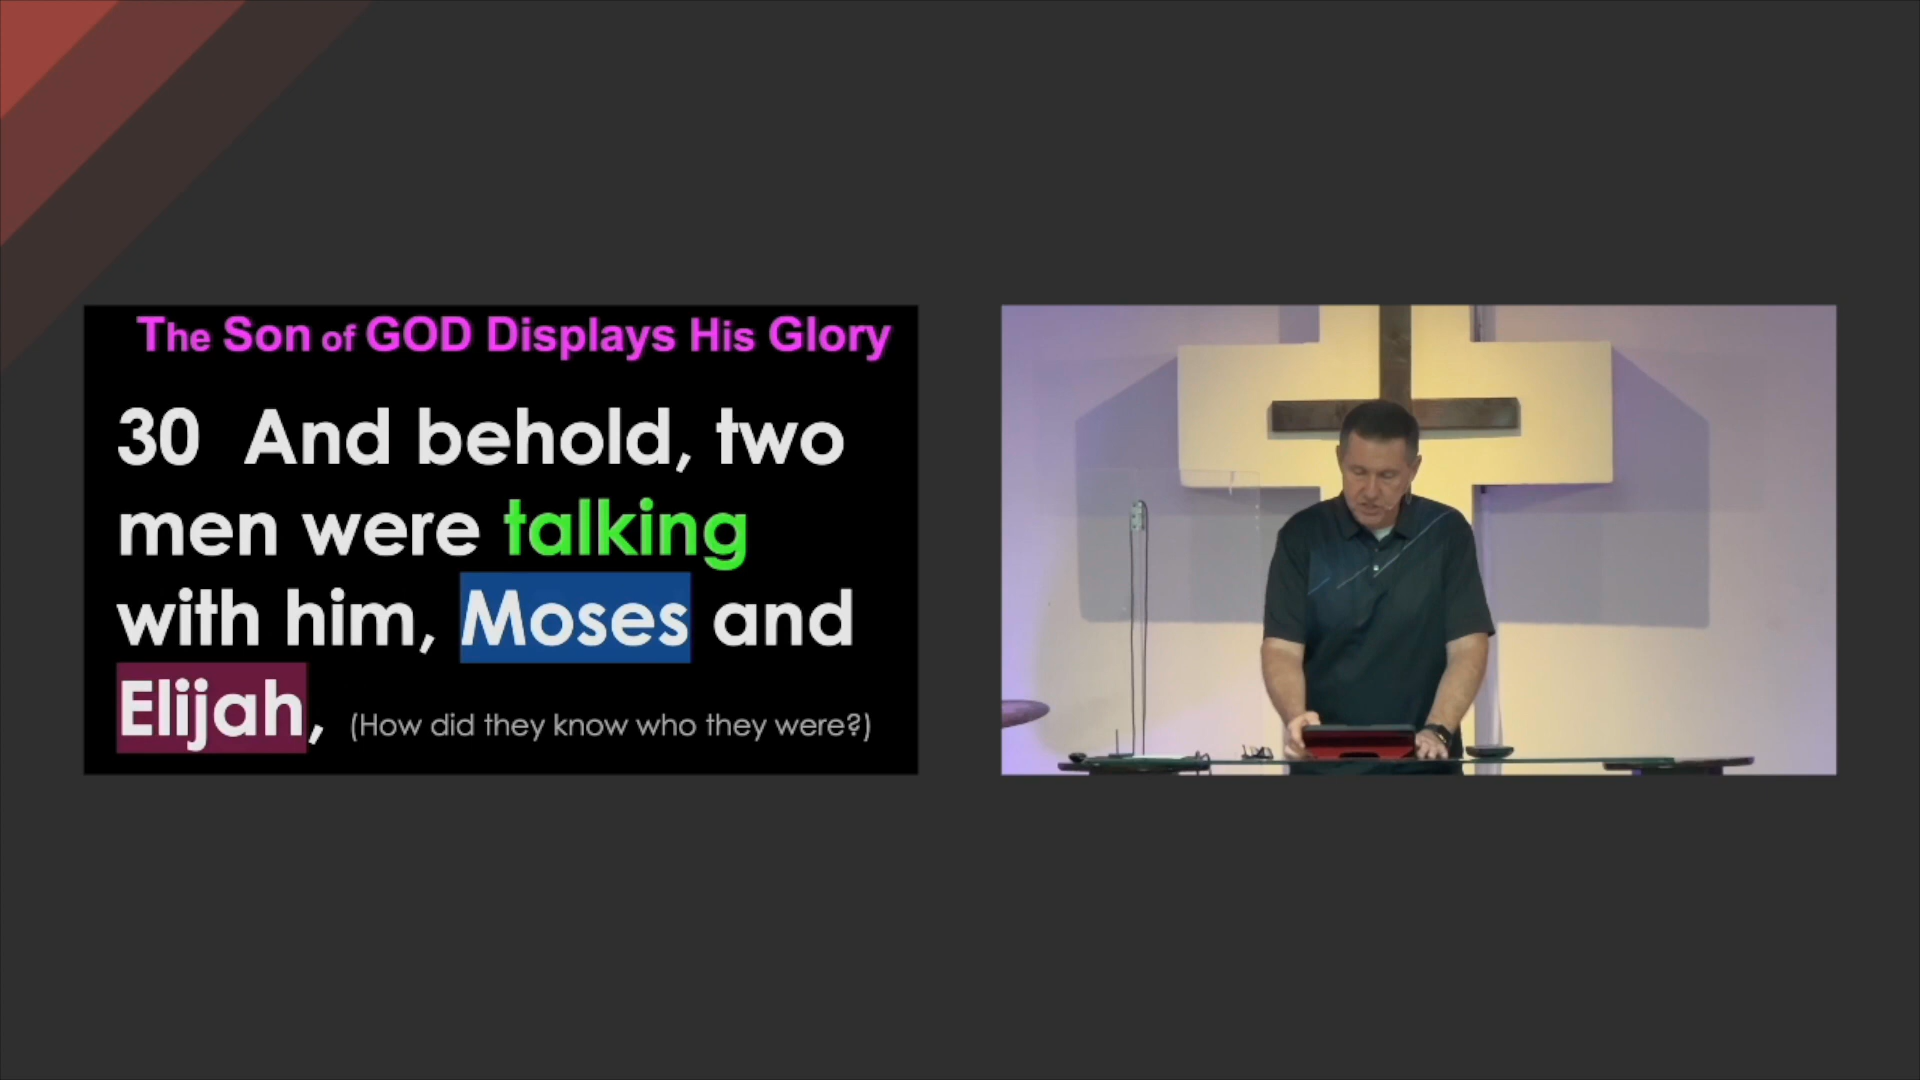 The Son of GOD Displays His Glory
30 And behold, two
men were talking
with him, Moses and
Elijah, (How did they know who they were?)